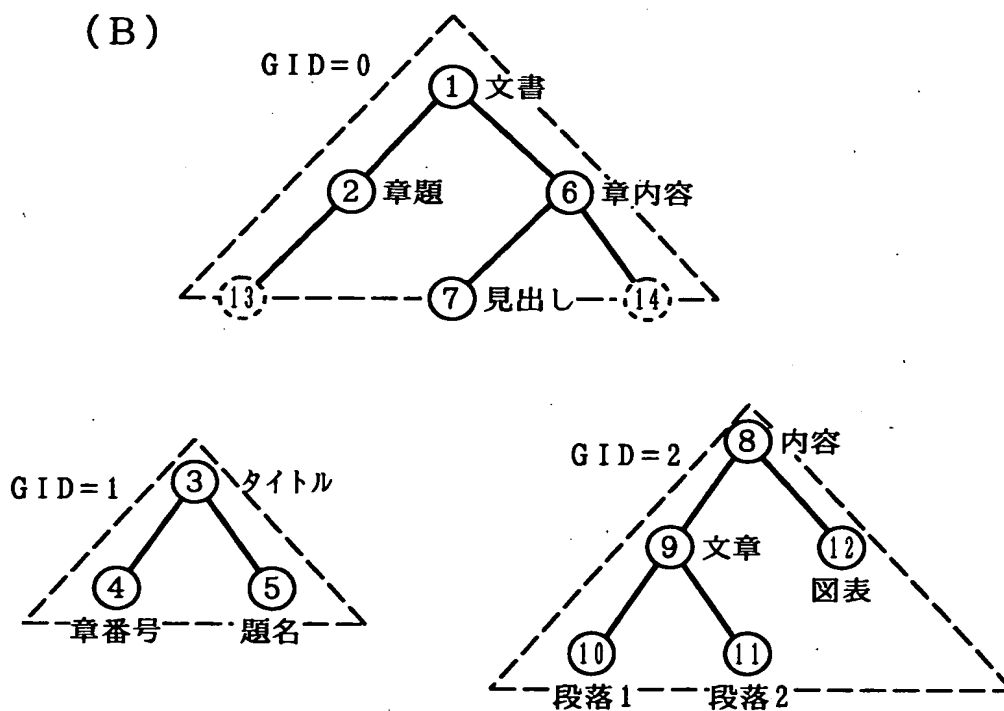 (B)
GID=0
① 文書
② 章題
⑥ 章内容
13
⑦ 見出し
14
GID=1
③ タイトル
④
⑤
章番号
題名
GID=2
⑧ 内容
⑨ 文章
12
図表
10
11
段落1
段落2